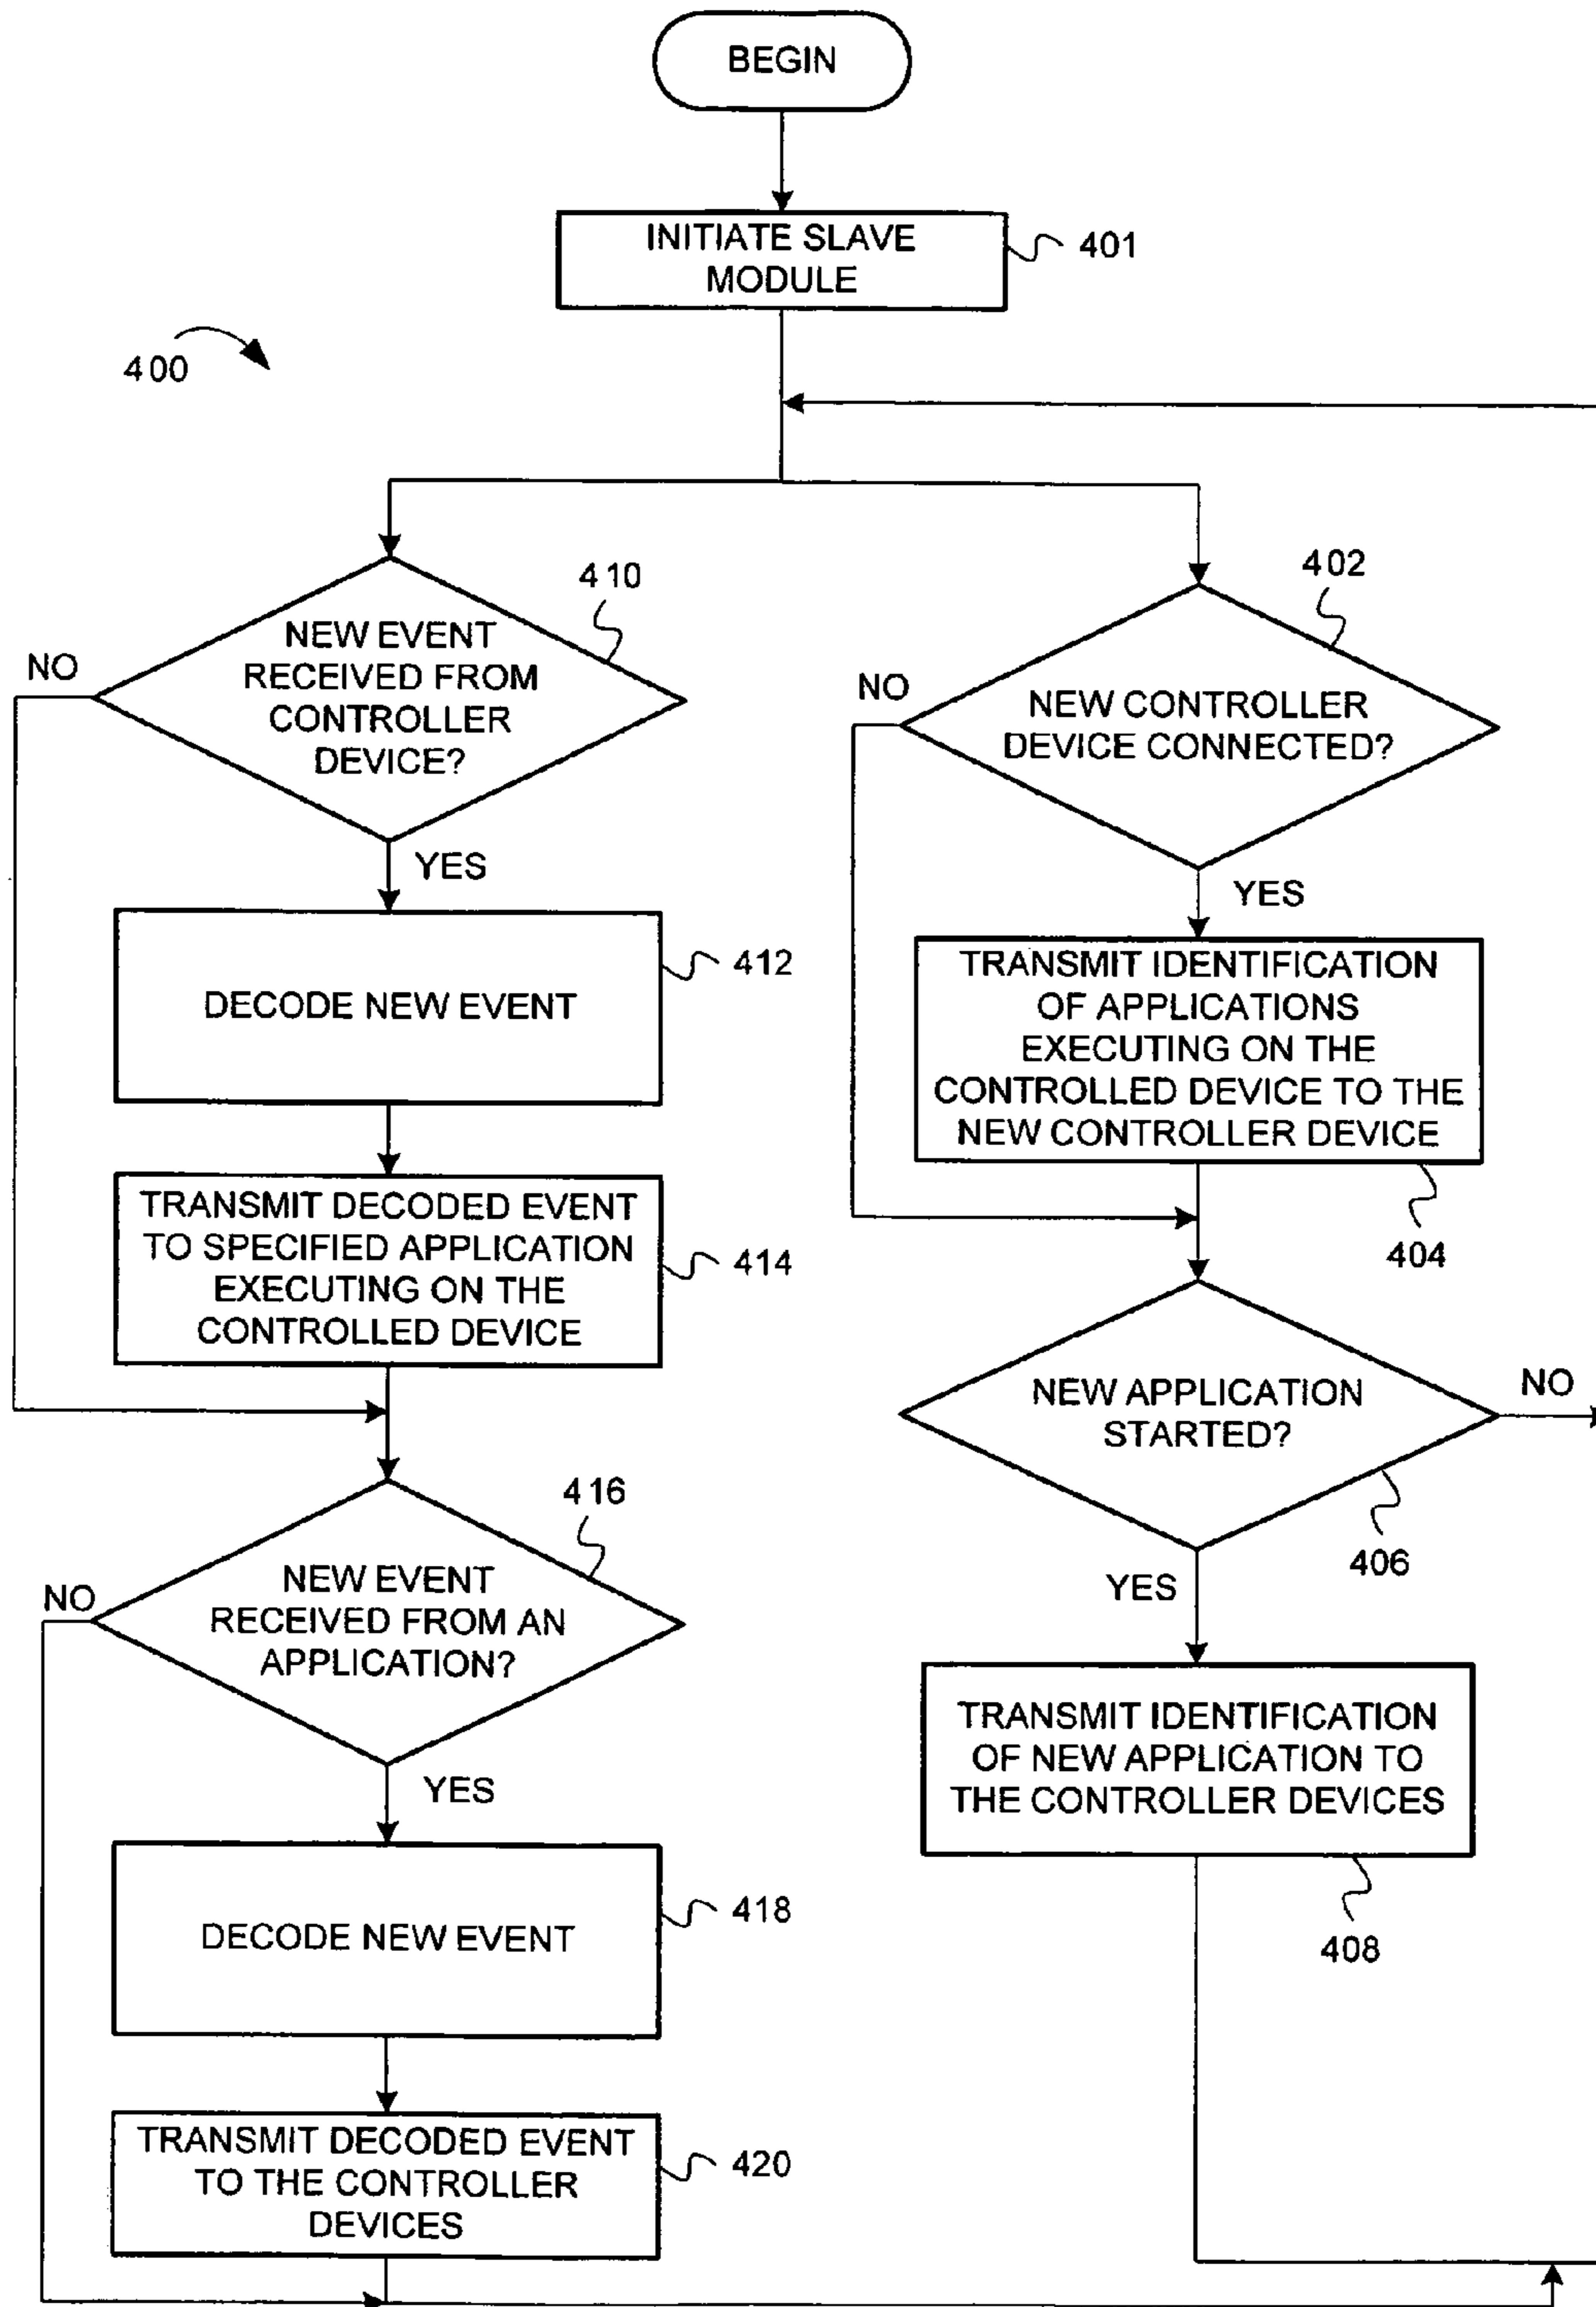 BEGIN
INITIATE SLAVE
MODULE
401
400
410
NEW EVENT
RECEIVED FROM
CONTROLLER
DEVICE?
NO
YES
412
DECODE NEW EVENT
TRANSMIT DECODED EVENT
TO SPECIFIED APPLICATION
EXECUTING ON THE
CONTROLLED DEVICE
414
416
NEW EVENT
RECEIVED FROM AN
APPLICATION?
NO
YES
418
DECODE NEW EVENT
TRANSMIT DECODED EVENT
TO THE CONTROLLER
DEVICES
420
402
NEW CONTROLLER
DEVICE CONNECTED?
NO
YES
TRANSMIT IDENTIFICATION
OF APPLICATIONS
EXECUTING ON THE
CONTROLLED DEVICE TO THE
NEW CONTROLLER DEVICE
404
NEW APPLICATION
STARTED?
NO
406
YES
TRANSMIT IDENTIFICATION
OF NEW APPLICATION TO
THE CONTROLLER DEVICES
408